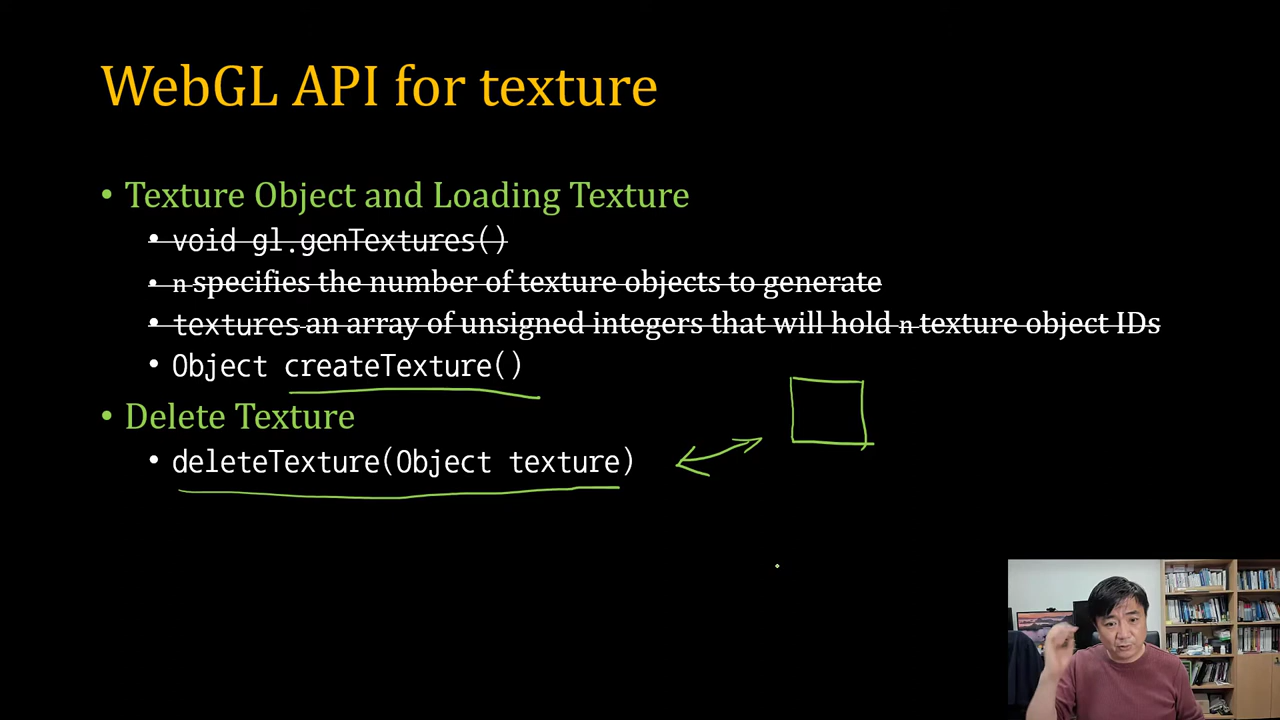 WebGL API for texture
• Texture Object and Loading Texture
• void gl.genTextures()
• n specifies the number of texture objects to generate
• textures an array of unsigned integers that will hold n texture object IDs
• Object createTexture()
• Delete Texture
• deleteTexture(Object texture)